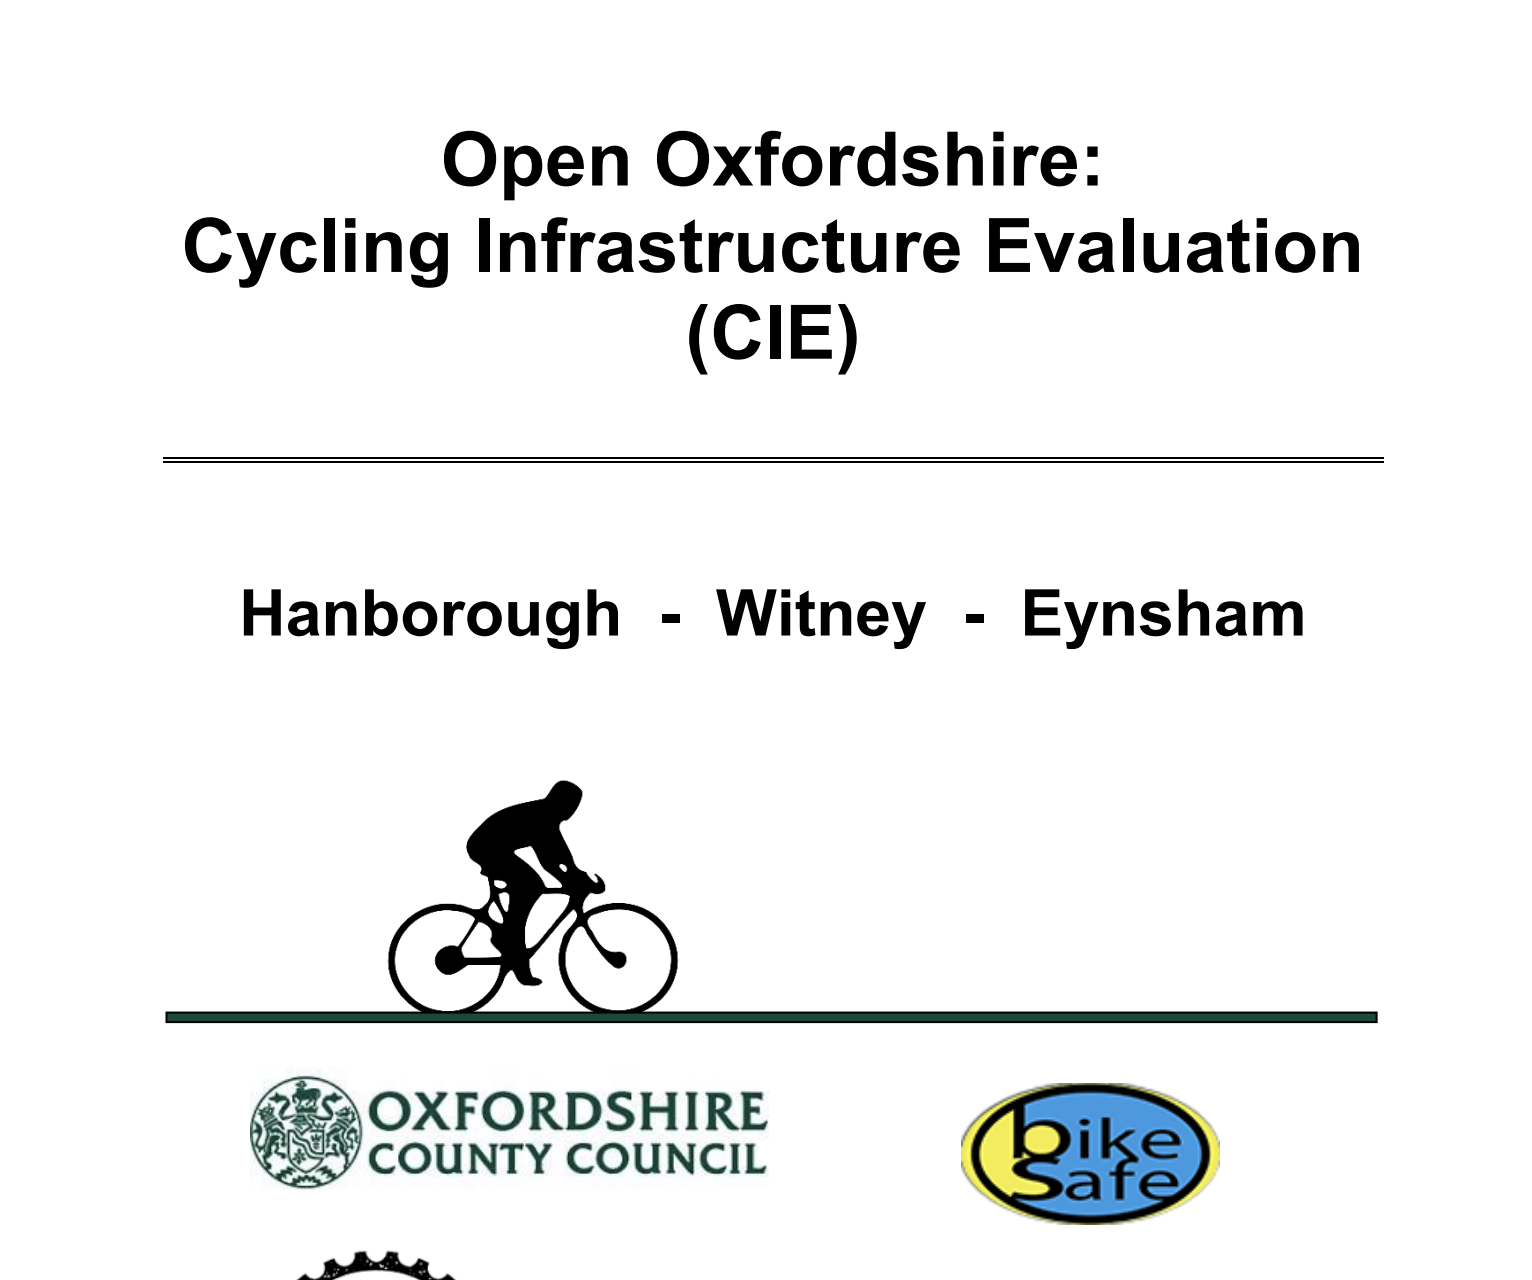 Open Oxfordshire:
Cycling Infrastructure Evaluation
(CIE)
Hanborough - Witney - Eynsham
OXFORDSHIRE
COUNTY COUNCIL
bike
Safe